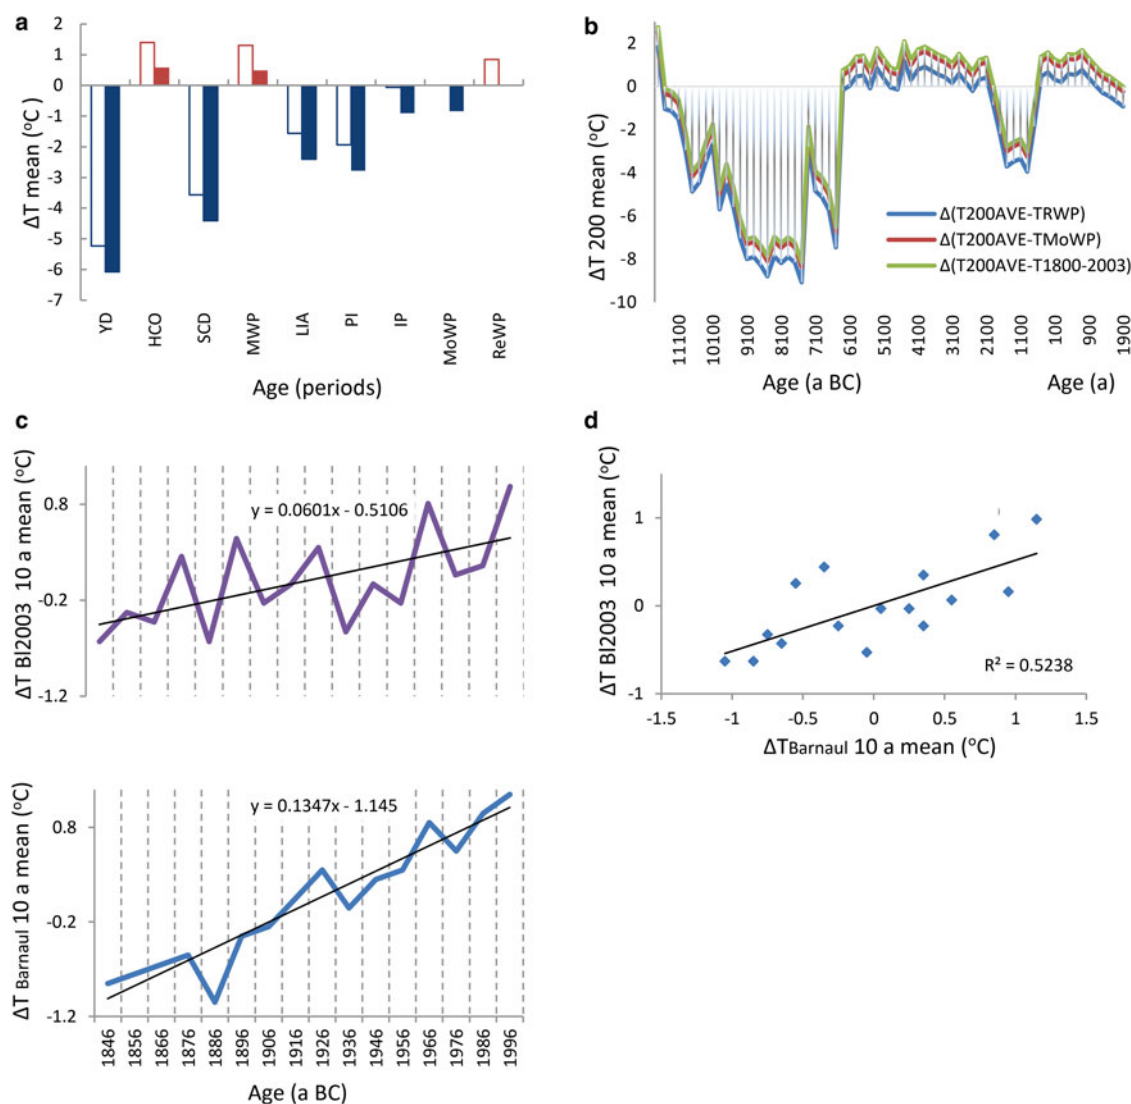 a
2
1
0
-1
-2
-3
-4
-5
-6
-7
ΔT mean (°C)
YD
HCO
SCD
MWP
LIA
PI
IP
MoWP
ReWP
Age (periods)
b
2
0
-2
-4
-6
-8
-10
ΔT 200 mean (°C)
Δ(T200AVE-TRWP)
Δ(T200AVE-TMoWP)
Δ(T200AVE-T1800-2003)
11100
10100
9100
8100
7100
6100
5100
4100
3100
2100
1100
100
1000
1900
Age (a BC)
Age (a)
c
0.8
-0.2
-1.2
ΔT Bl2003 10 a mean (°C)
y = 0.0601x - 0.5106
0.8
-0.2
-1.2
ΔT Barnaul 10 a mean (°C)
y = 0.1347x - 1.145
1846
1856
1866
1876
1886
1896
1906
1916
1926
1936
1946
1956
1966
1976
1986
1996
Age (a BC)
d
1
0
-1
ΔT Bl2003 10 a mean (°C)
R² = 0.5238
-1.5
-1
-0.5
0
0.5
1
1.5
ΔTBarnaul 10 a mean (°C)